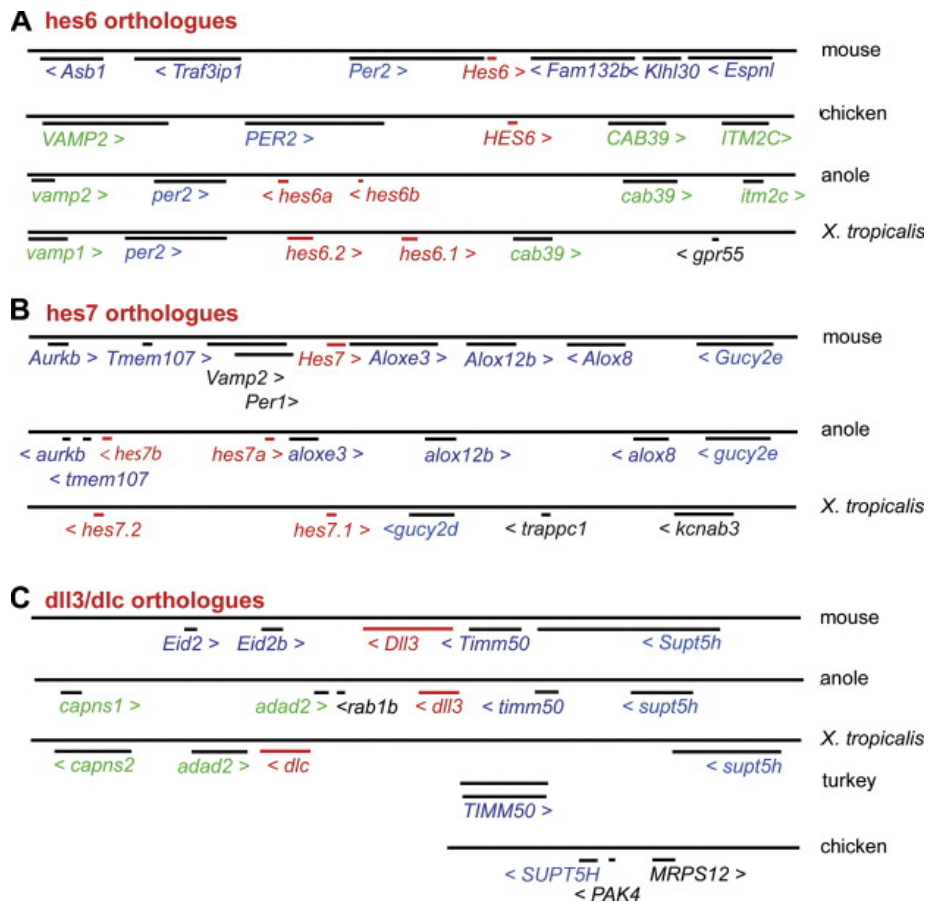 A hes6 orthologues
mouse
< Asb1 < Traf3ip1 Per2 > Hes6 > < Fam132b < Klhl30 < Espnl
chicken
VAMP2 > PER2 > HES6 > CAB39 > ITM2C>
anole
vamp2 > per2 > < hes6a < hes6b cab39 > itm2c >
X. tropicalis
vamp1 > per2 > hes6.2 > hes6.1 > cab39 > < gpr55
B hes7 orthologues
mouse
Aurkb > Tmem107 > Hes7 > Aloxe3 > Alox12b > < Alox8 < Gucy2e
Vamp2 >
Per1>
anole
< aurkb < hes7b hes7a > aloxe3 > alox12b > < alox8 < gucy2e
< tmem107
X. tropicalis
< hes7.2 hes7.1 > <gucy2d < trappc1 < kcnab3
C dll3/dlc orthologues
mouse
Eid2 > Eid2b > < Dll3 < Timm50 < Supt5h
anole
capns1 > adad2 > <rab1b < dll3 < timm50 < supt5h
X. tropicalis
< capns2 adad2 > < dlc < supt5h
turkey
TIMM50 >
chicken
< SUPT5H MRPS12 >
< PAK4